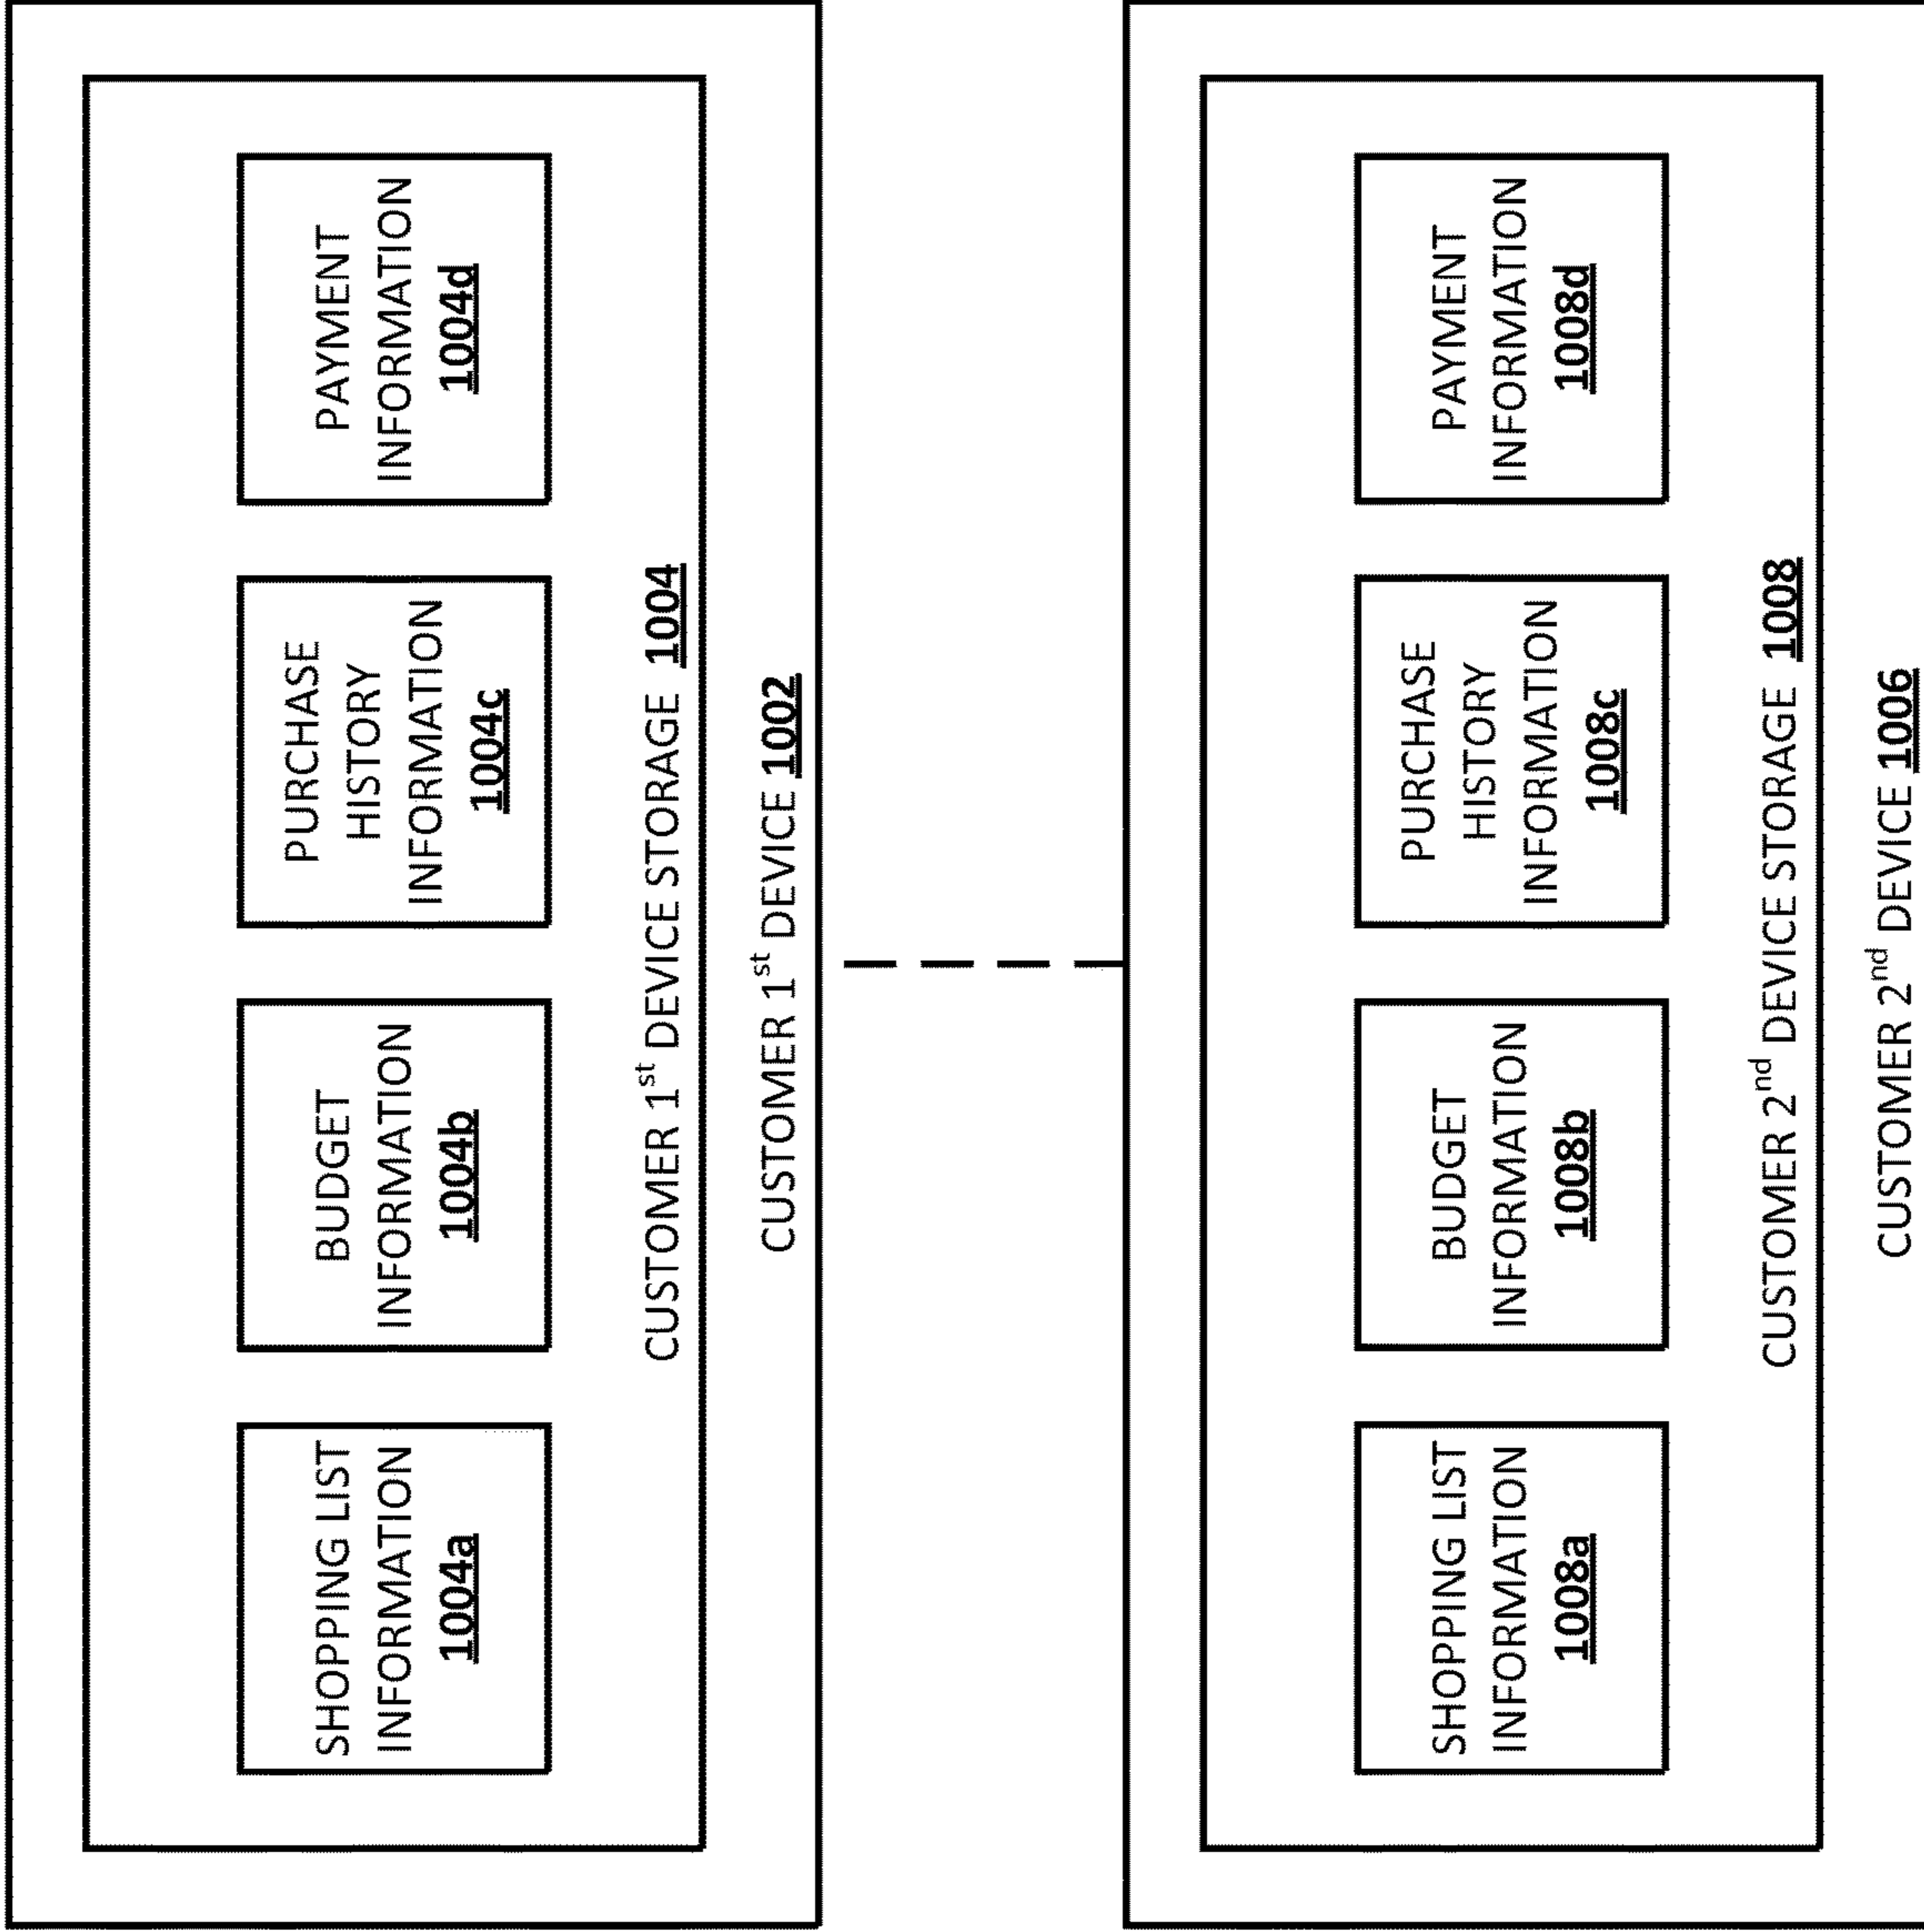 SHOPPING LIST
INFORMATION
1004a
BUDGET
INFORMATION
1004b
PURCHASE
HISTORY
INFORMATION
1004c
PAYMENT
INFORMATION
1004d
CUSTOMER 1st DEVICE STORAGE 1004
CUSTOMER 1st DEVICE 1002
SHOPPING LIST
INFORMATION
1008a
BUDGET
INFORMATION
1008b
PURCHASE
HISTORY
INFORMATION
1008c
PAYMENT
INFORMATION
1008d
CUSTOMER 2nd DEVICE STORAGE 1008
CUSTOMER 2nd DEVICE 1006